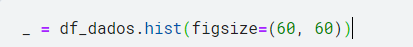 _ = df_dados.hist(figsize=(60, 60))